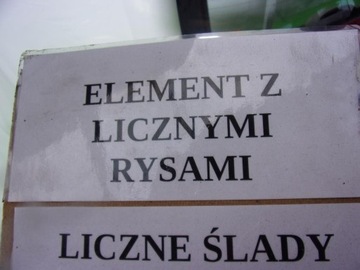 ELEMENT Z
LICZNYMI
RYSAMI
LICZNE ŚLADY